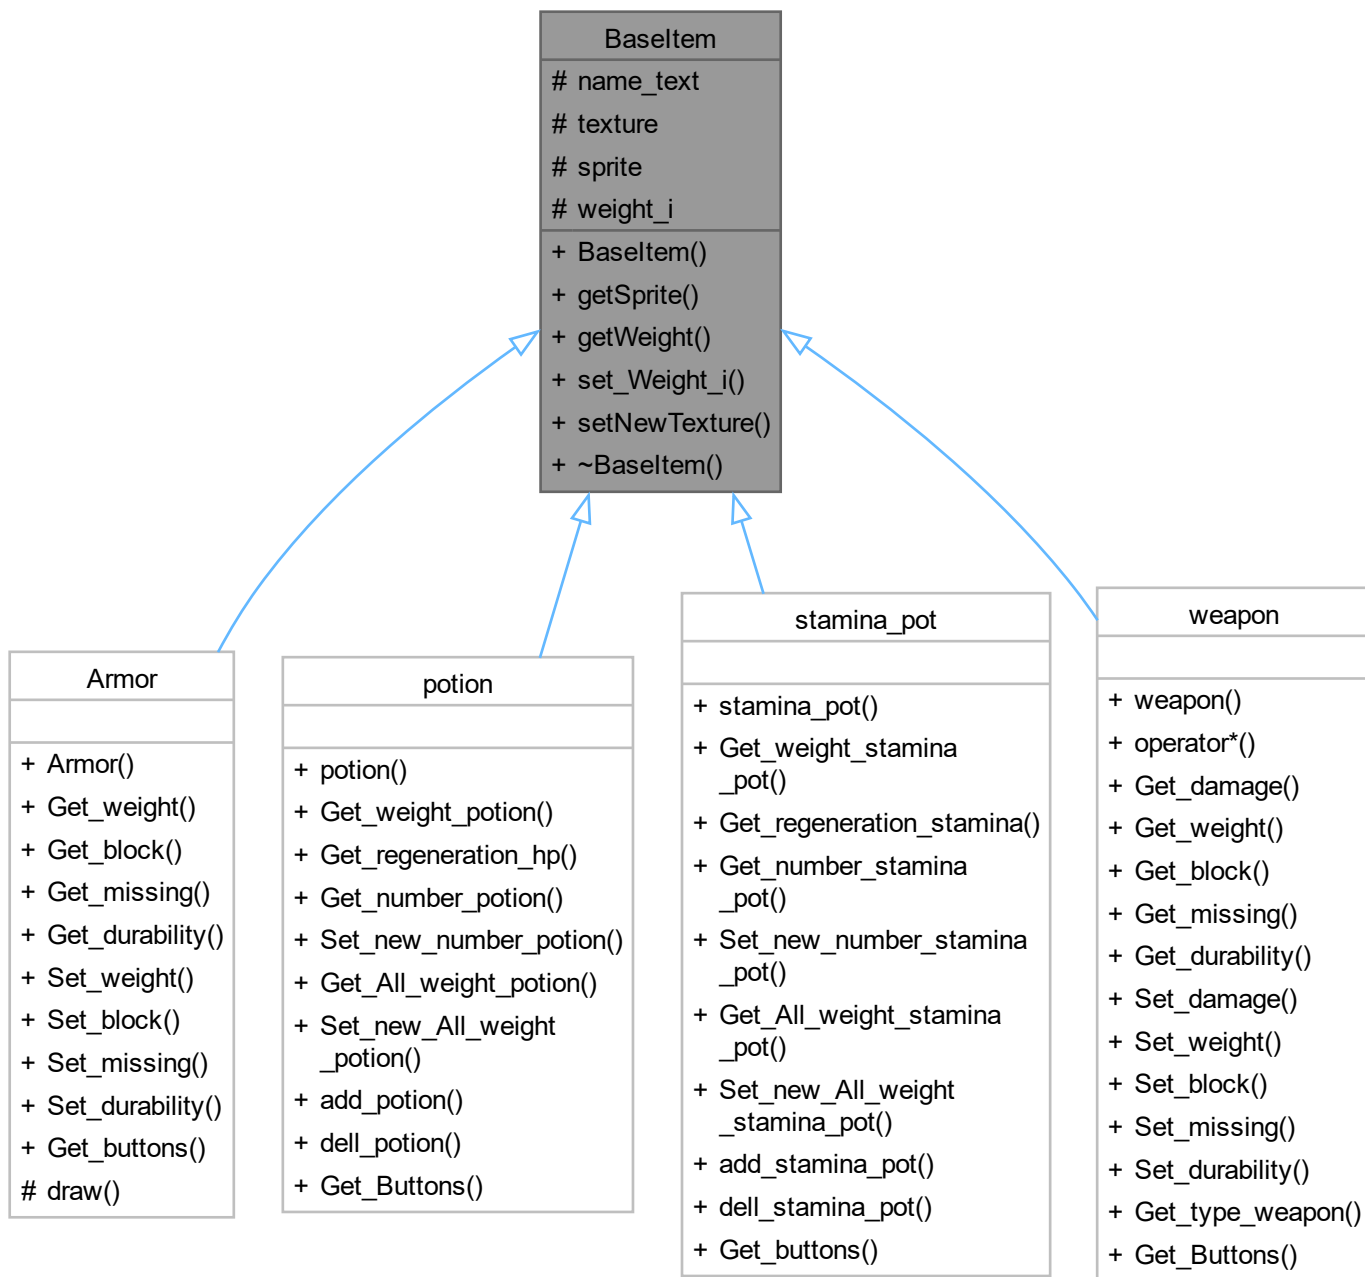 BaseItem
# name_text
# texture
# sprite
# weight_i
+ BaseItem()
+ getSprite()
+ getWeight()
+ set_Weight_i()
+ setNewTexture()
+ ~BaseItem()
Armor
+ Armor()
+ Get_weight()
+ Get_block()
+ Get_missing()
+ Get_durability()
+ Set_weight()
+ Set_block()
+ Set_missing()
+ Set_durability()
+ Get_buttons()
# draw()
potion
+ potion()
+ Get_weight_potion()
+ Get_regeneration_hp()
+ Get_number_potion()
+ Set_new_number_potion()
+ Get_All_weight_potion()
+ Set_new_All_weight
_potion()
+ add_potion()
+ dell_potion()
+ Get_Buttons()
stamina_pot
+ stamina_pot()
+ Get_weight_stamina
_pot()
+ Get_regeneration_stamina()
+ Get_number_stamina
_pot()
+ Set_new_number_stamina
_pot()
+ Get_All_weight_stamina
_pot()
+ Set_new_All_weight
_stamina_pot()
+ add_stamina_pot()
+ dell_stamina_pot()
+ Get_buttons()
weapon
+ weapon()
+ operator*()
+ Get_damage()
+ Get_weight()
+ Get_block()
+ Get_missing()
+ Get_durability()
+ Set_damage()
+ Set_weight()
+ Set_block()
+ Set_missing()
+ Set_durability()
+ Get_type_weapon()
+ Get_Buttons()